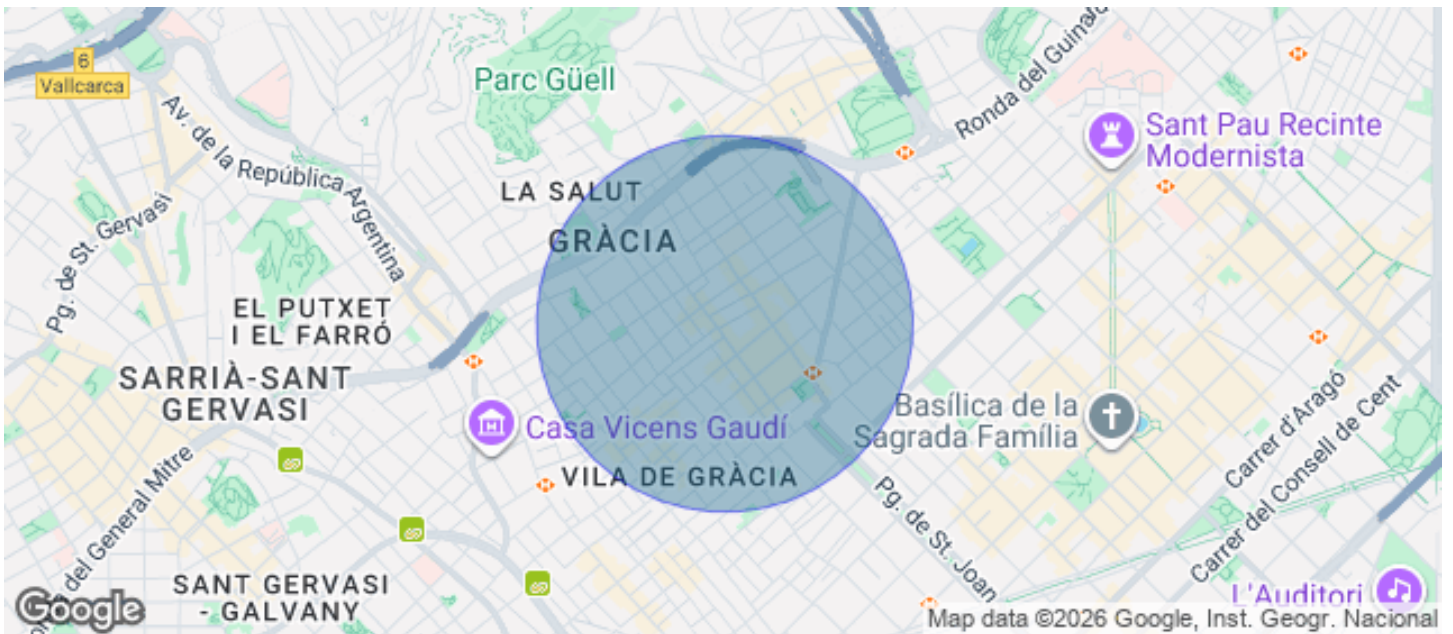 6
Vallcarca
Parc Güell
Ronda del Guinardó
Sant Pau Recinte
Modernista
Av. de la República Argentina
LA SALUT
GRÀCIA
Pg. de St. Gervasi
EL PUTXET
I EL FARRÓ
SARRIÀ-SANT
GERVASI
Casa Vicens Gaudí
Basílica de la
Sagrada Família
Carrer d'Aragó
Carrer del Consell de Cent
VILA DE GRÀCIA
Pg. de St. Joan
del General Mitre
SANT GERVASI
- GALVANY
L'Auditori
Google
Map data ©2026 Google, Inst. Geogr. Nacional